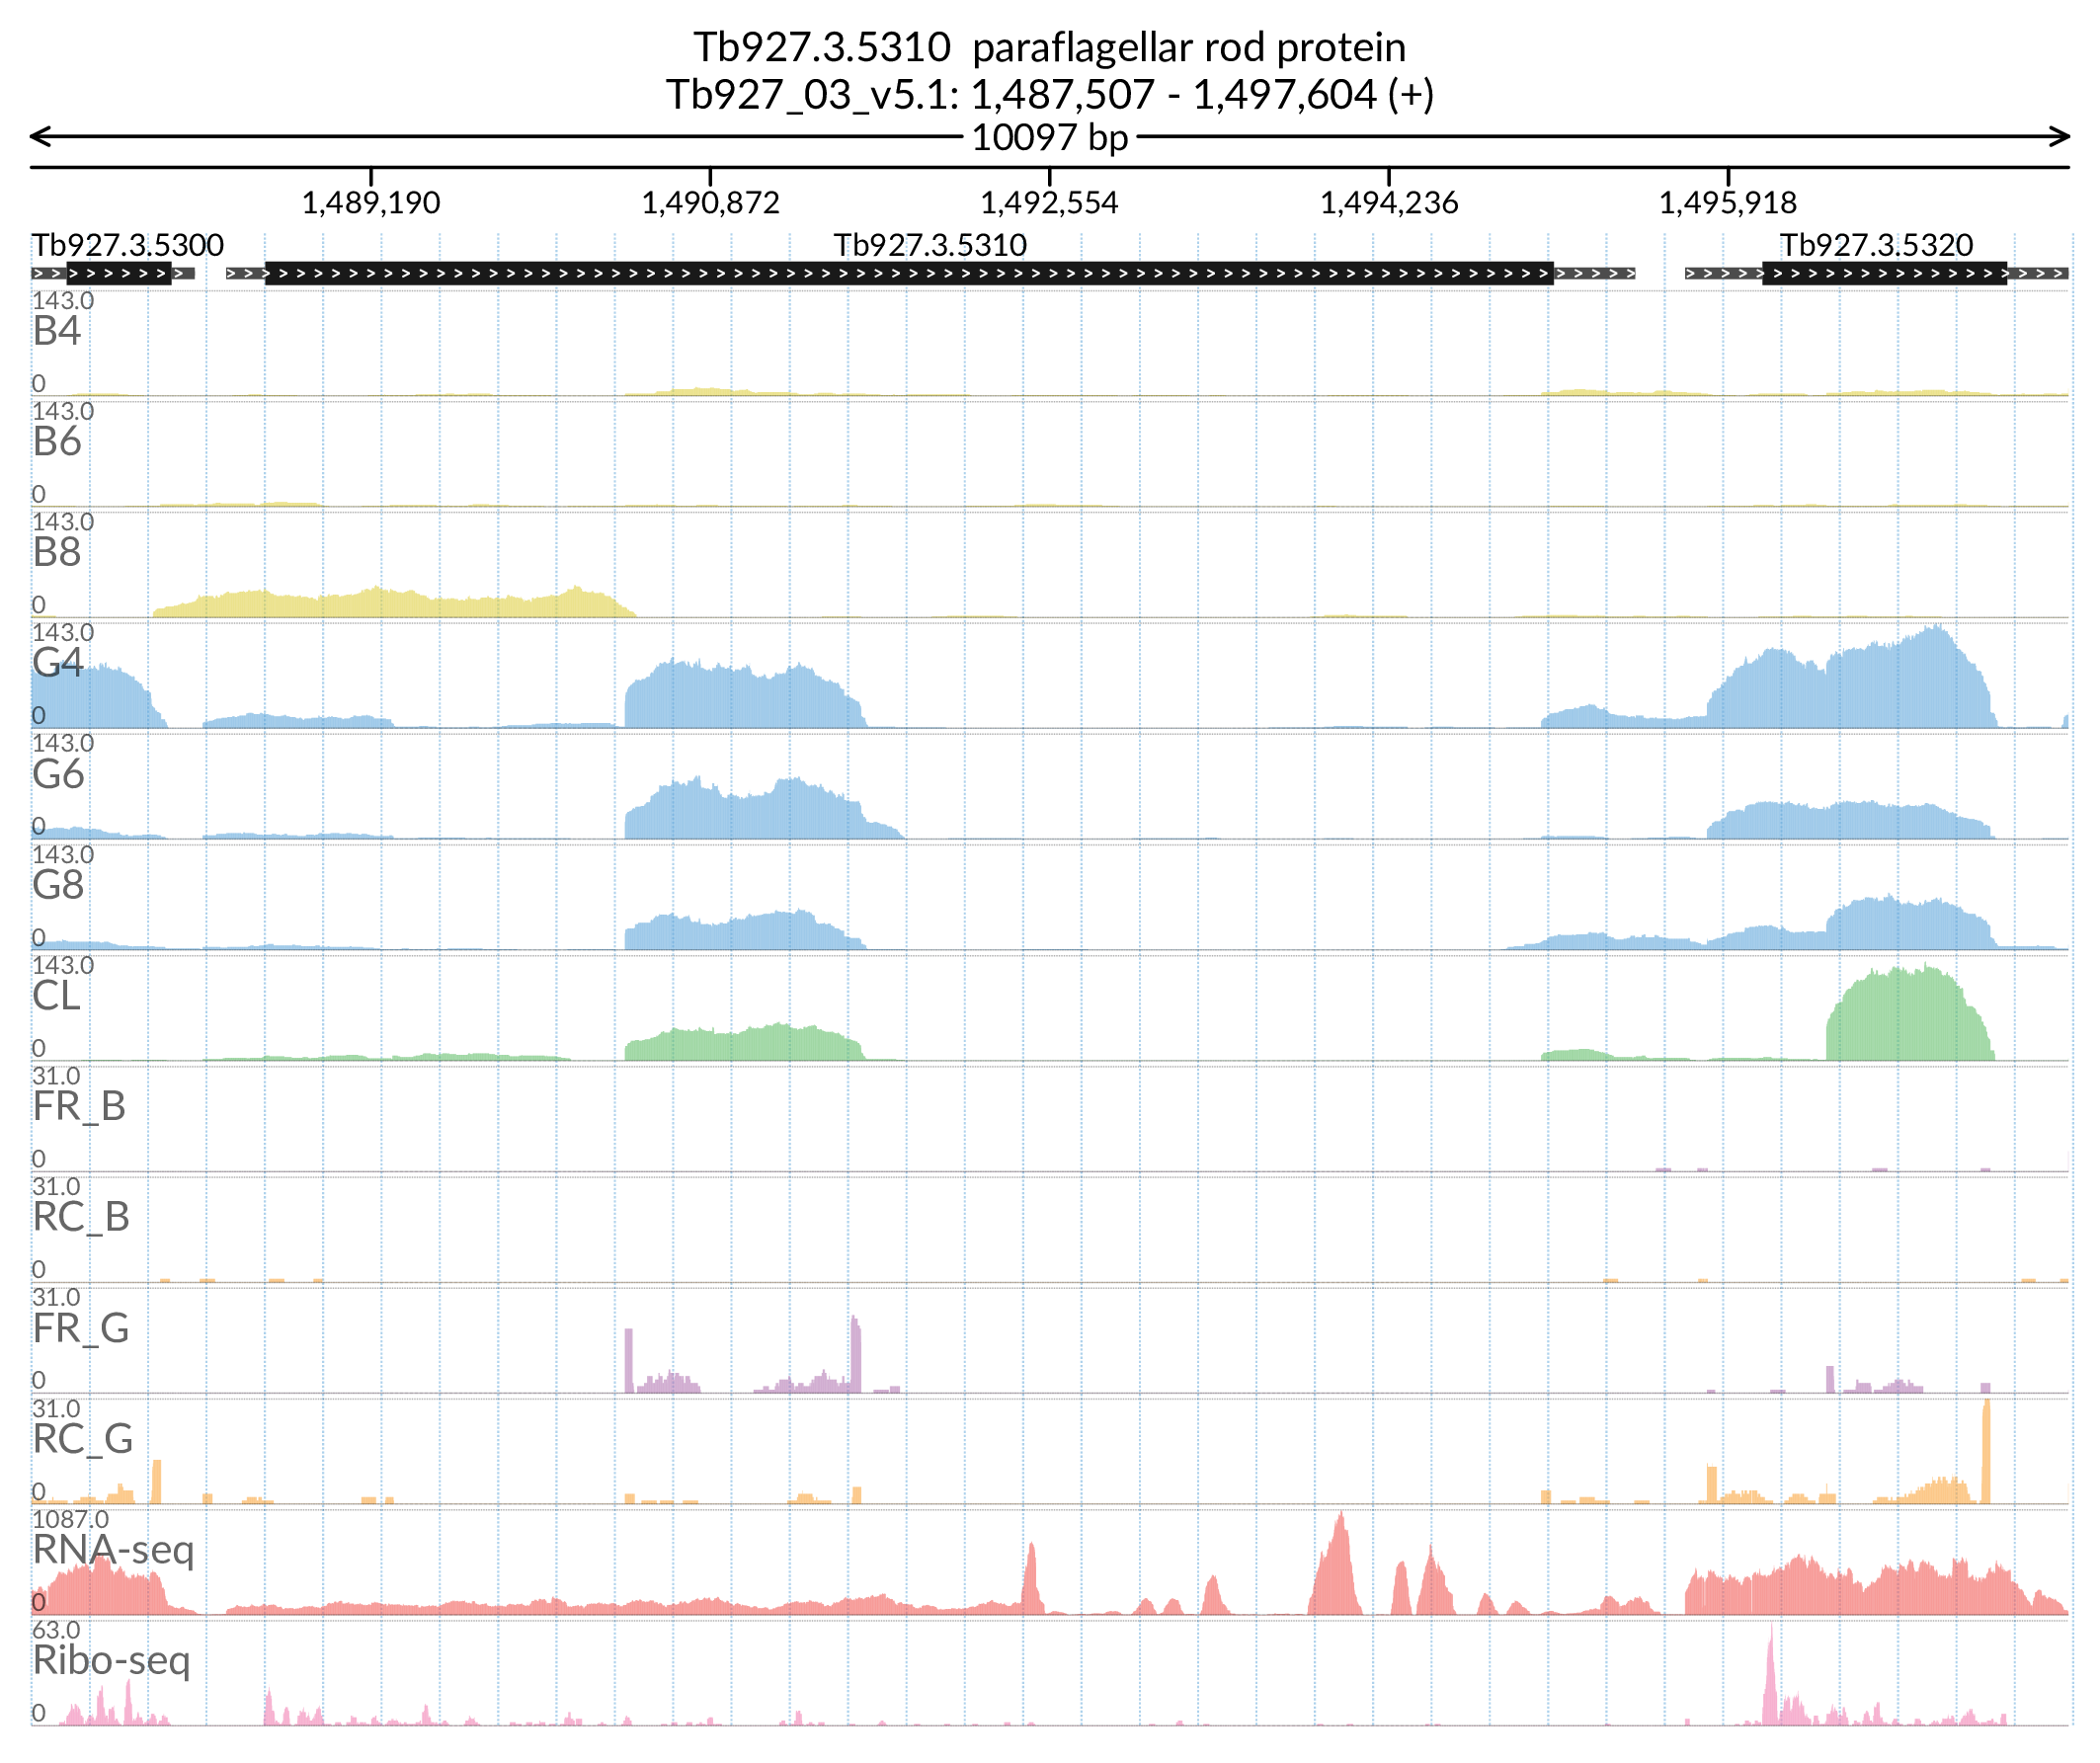 Tb927.3.5310 paraflagellar rod protein
Tb927_03_v5.1: 1,487,507 - 1,497,604 (+)
10097 bp
1,489,190 1,490,872 1,492,554 1,494,236 1,495,918
Tb927.3.5300 Tb927.3.5310 Tb927.3.5320
143.0
B4
0
143.0
B6
0
143.0
B8
0
143.0
G4
0
143.0
G6
0
143.0
G8
0
143.0
CL
0
31.0
FR_B
0
31.0
RC_B
0
31.0
FR_G
0
31.0
RC_G
0
1087.0
RNA-seq
0
63.0
Ribo-seq
0